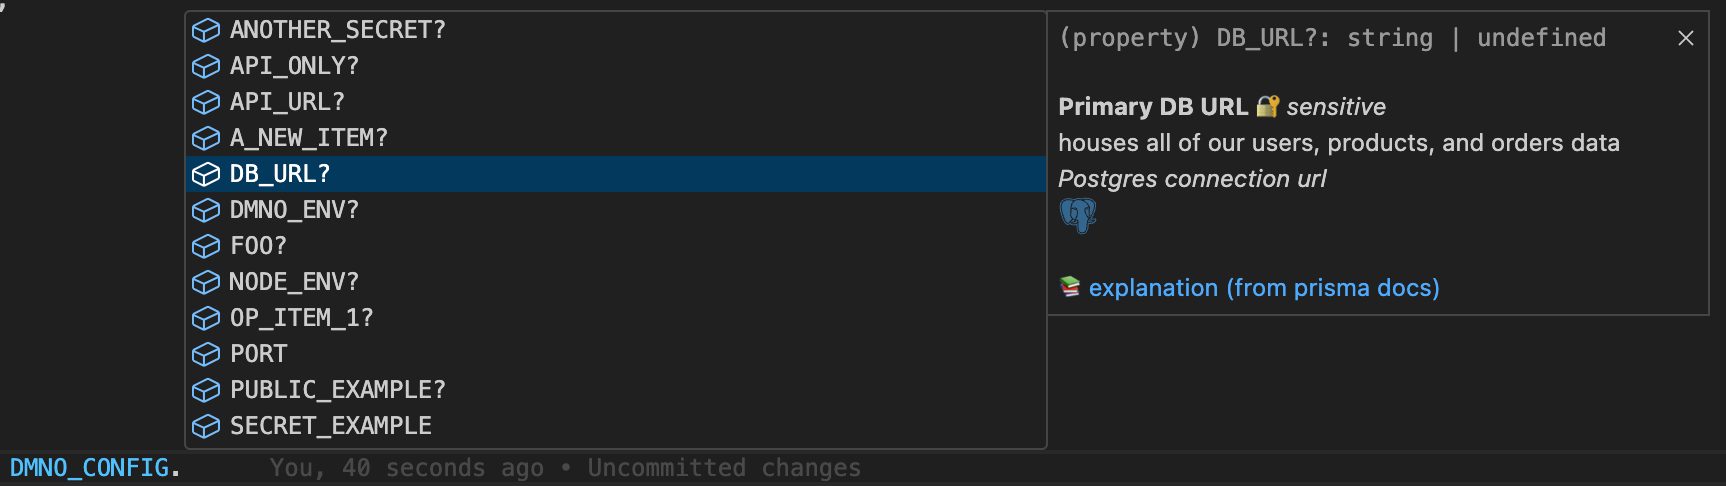 ANOTHER_SECRET?
API_ONLY?
API_URL?
A_NEW_ITEM?
DB_URL?
DMNO_ENV?
FOO?
NODE_ENV?
OP_ITEM_1?
PORT
PUBLIC_EXAMPLE?
SECRET_EXAMPLE
(property) DB_URL?: string | undefined
Primary DB URL 🔐 sensitive
houses all of our users, products, and orders data
Postgres connection url
📚 explanation (from prisma docs)
DMNO_CONFIG. You, 40 seconds ago • Uncommitted changes